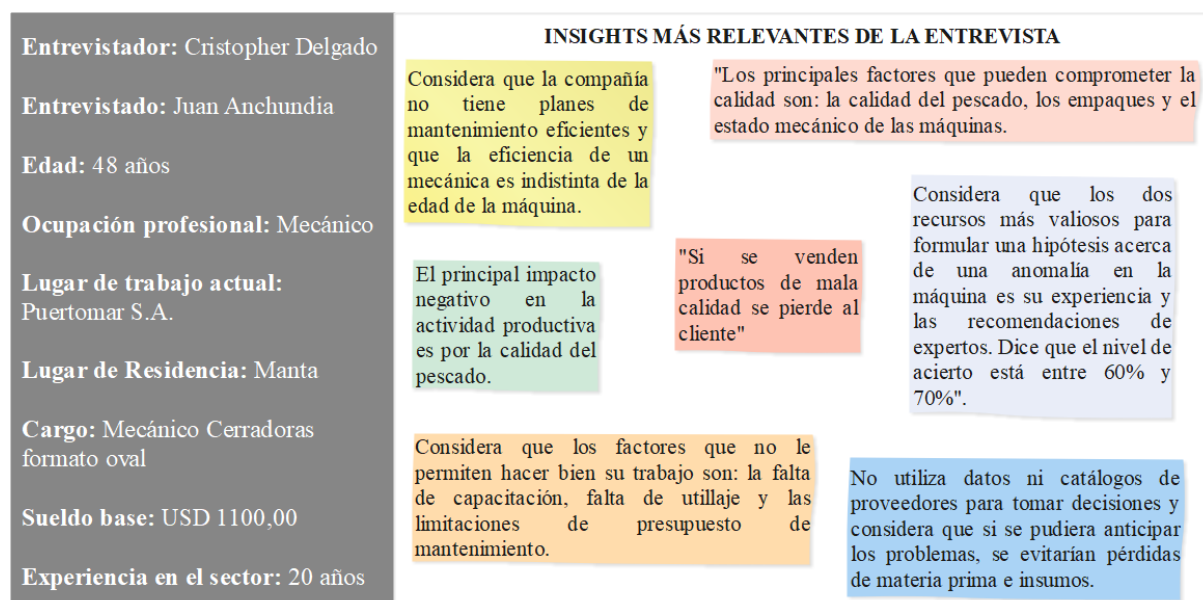 Entrevistador: Cristopher Delgado
Entrevistado: Juan Anchundia
Edad: 48 años
Ocupación profesional: Mecánico
Lugar de trabajo actual:
Puertomar S.A.
Lugar de Residencia: Manta
Cargo: Mecánico Cerradoras
formato oval
Sueldo base: USD 1100,00
Experiencia en el sector: 20 años
INSIGHTS MÁS RELEVANTES DE LA ENTREVISTA
Considera que la compañía
no tiene planes de
mantenimiento eficientes y
que la eficiencia de un
mecánica es indistinta de la
edad de la máquina.
"Los principales factores que pueden comprometer la
calidad son: la calidad del pescado, los empaques y el
estado mecánico de las máquinas.
El principal impacto
negativo en la
actividad productiva
es por la calidad del
pescado.
"Si se venden
productos de mala
calidad se pierde al
cliente"
Considera que los dos
recursos más valiosos para
formular una hipótesis acerca
de una anomalía en la
máquina es su experiencia y
las recomendaciones de
expertos. Dice que el nivel de
acierto está entre 60% y
70%".
Considera que los factores que no le
permiten hacer bien su trabajo son: la falta
de capacitación, falta de utillaje y las
limitaciones de presupuesto de
mantenimiento.
No utiliza datos ni catálogos de
proveedores para tomar decisiones y
considera que si se pudiera anticipar
los problemas, se evitarían pérdidas
de materia prima e insumos.